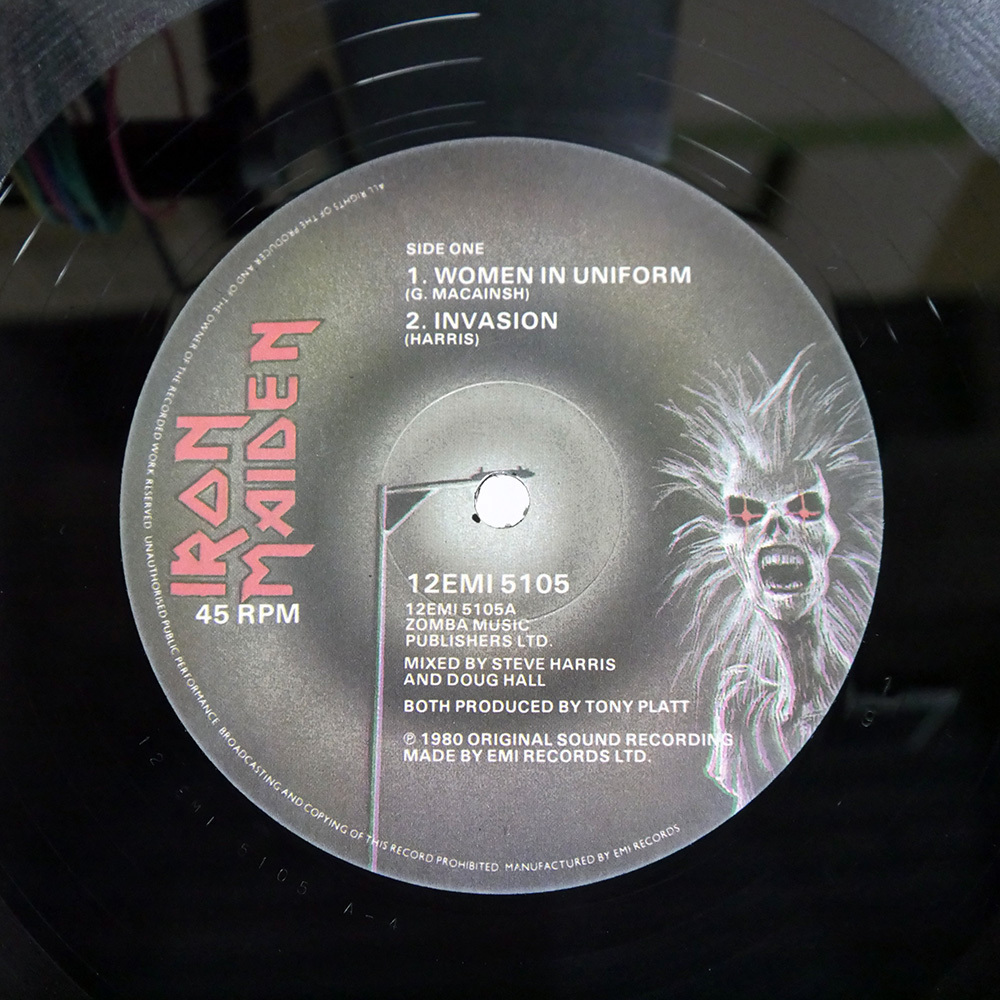 SIDE ONE
1. WOMEN IN UNIFORM
(G. MACAINSH)
2. INVASION
(HARRIS)
IRON
MAIDEN
45 RPM
12EMI 5105
12EMI 5105A
ZOMBA MUSIC
PUBLISHERS LTD.
MIXED BY STEVE HARRIS
AND DOUG HALL
BOTH PRODUCED BY TONY PLATT
℗ 1980 ORIGINAL SOUND RECORDING
MADE BY EMI RECORDS LTD.
ALL RIGHTS OF THE PRODUCER AND OF THE OWNER OF THE RECORDED WORK RESERVED. UNAUTHORISED PUBLIC PERFORMANCE. BROADCASTING AND COPYING OF THIS RECORD PROHIBITED. MANUFACTURED BY EMI RECORDS